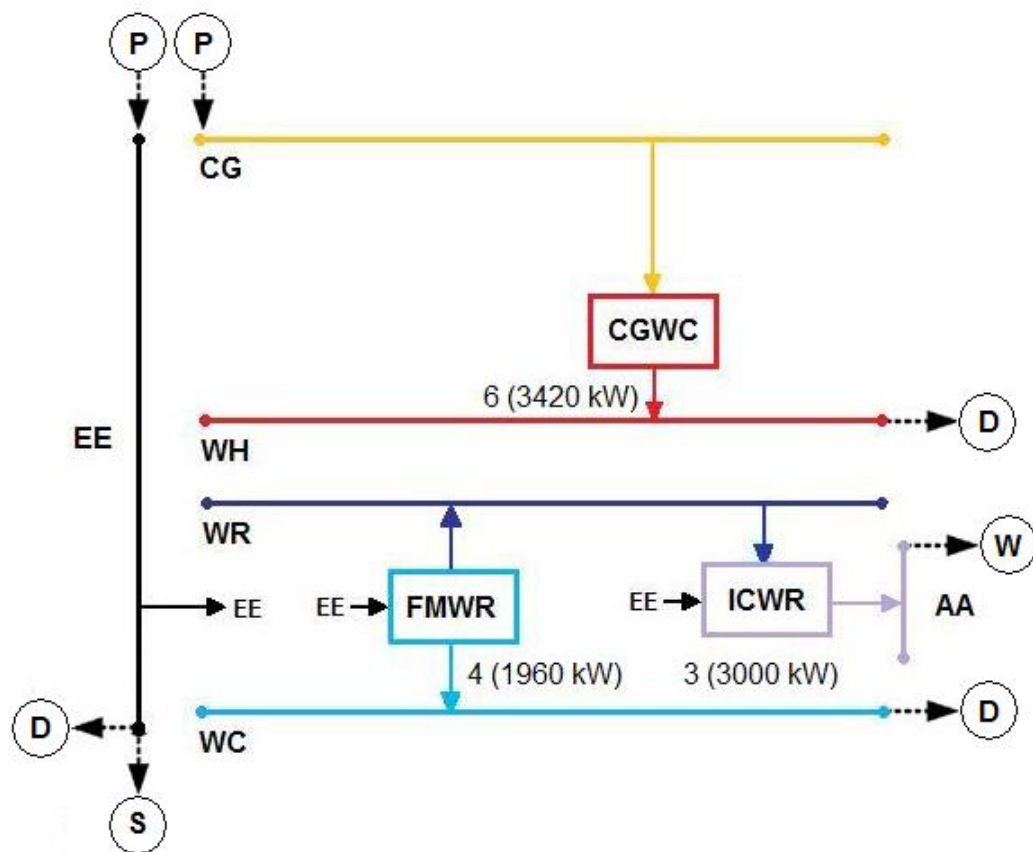 P
P
CG
CGWC
6 (3420 kW)
EE
WH
D
WR
W
EE
EE
FMWR
EE
ICWR
AA
4 (1960 kW)
3 (3000 kW)
D
WC
D
S